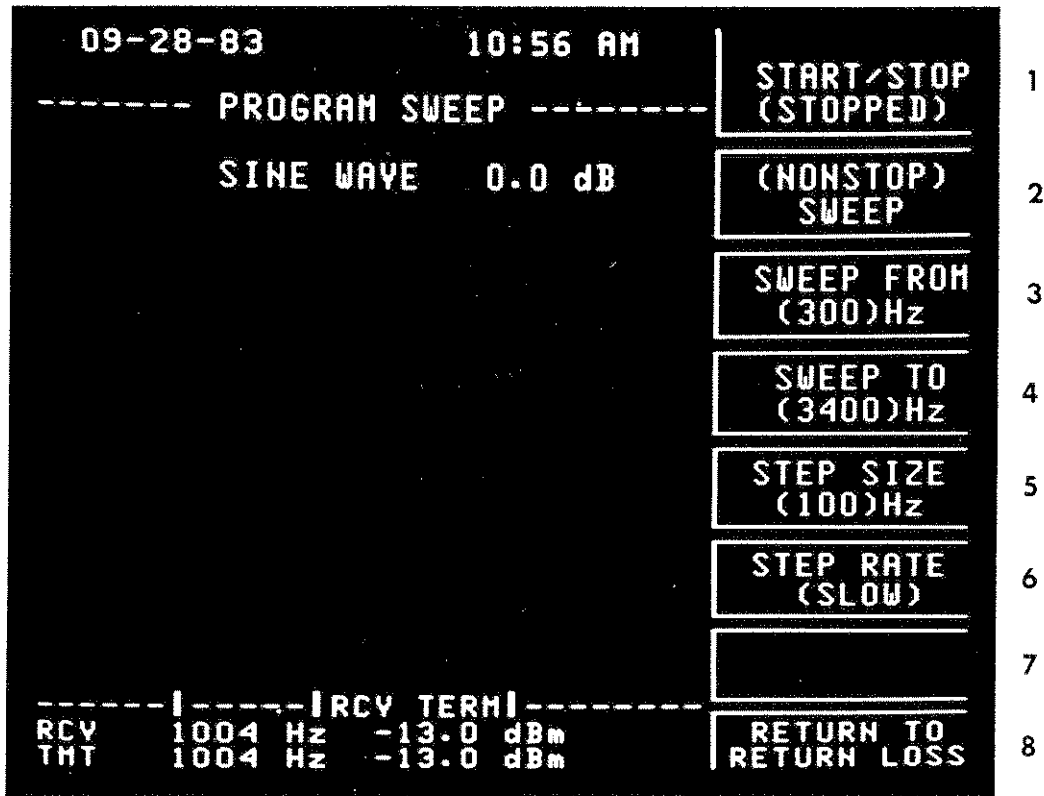 09-28-83 10:56 AM
------- PROGRAM SWEEP -------
SINE WAVE 0.0 dB
------|-----|RCV TERM|--------
RCV 1004 Hz -13.0 dBm
TMT 1004 Hz -13.0 dBm
START/STOP
(STOPPED)
1
(NONSTOP)
SWEEP
2
SWEEP FROM
(300)Hz
3
SWEEP TO
(3400)Hz
4
STEP SIZE
(100)Hz
5
STEP RATE
(SLOW)
6
7
RETURN TO
RETURN LOSS
8